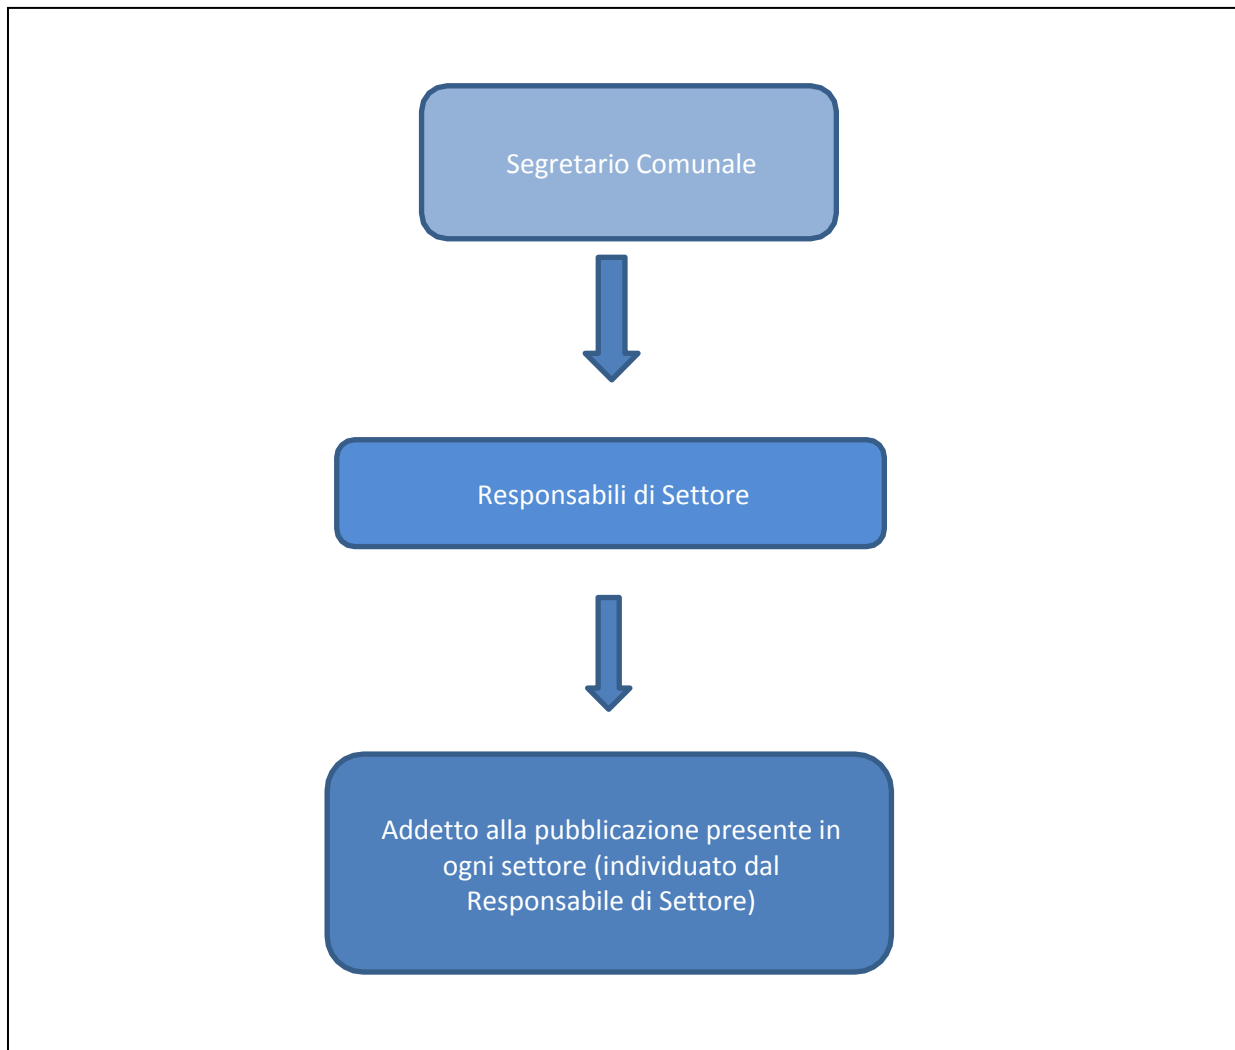 Segretario Comunale
Responsabili di Settore
Addetto alla pubblicazione presente in
ogni settore (individuato dal
Responsabile di Settore)